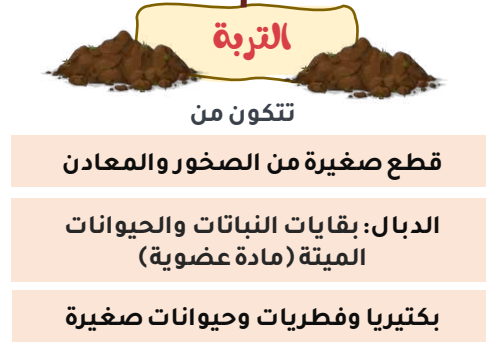 التربة
تتكون من
قطع صغيرة من الصخور والمعادن
الدبال: بقايات النباتات والحيوانات
الميتة (مادة عضوية)
بكتيريا وفطريات وحيوانات صغيرة